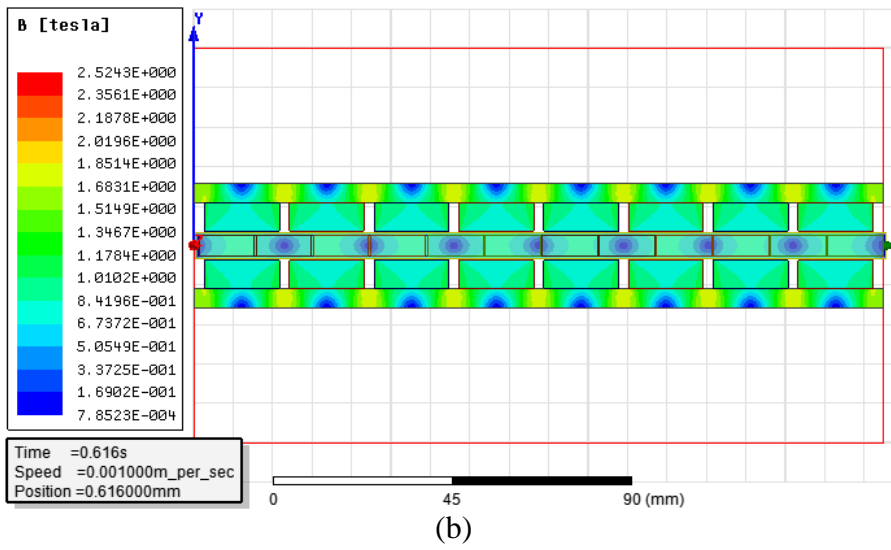 B [tesla]
2.5243E+000
2.3561E+000
2.1878E+000
2.0196E+000
1.8514E+000
1.6831E+000
1.5149E+000
1.3467E+000
1.1784E+000
1.0102E+000
8.4196E-001
6.7372E-001
5.0549E-001
3.3725E-001
1.6902E-001
7.8523E-004
Y
Time =0.616s
Speed =0.001000m_per_sec
Position =0.616000mm
0 45 90 (mm)
(b)